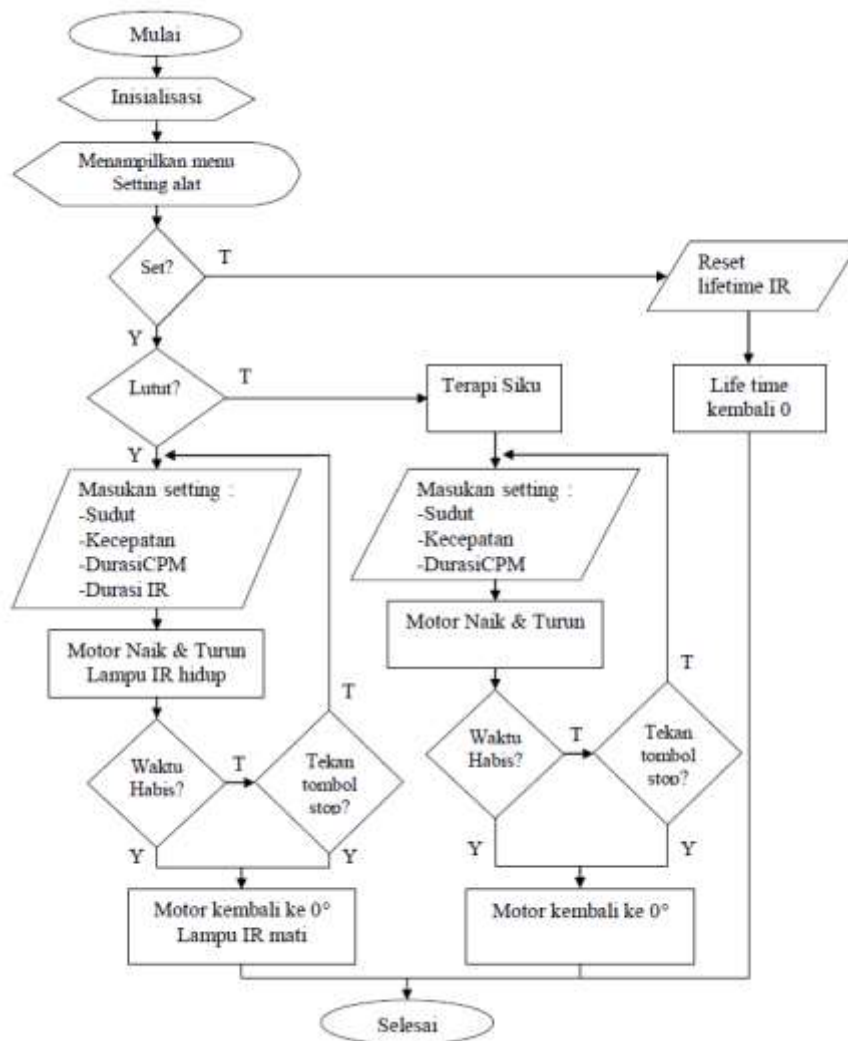 Mulai
Inisialisasi
Menampilkan menu
Setting alat
Set?
T
Y
Reset
lifetime IR
Life time
kembali 0
Lutut?
T
Y
Terapi Siku
Masukan setting :
-Sudut
-Kecepatan
-DurasiCPM
-Durasi IR
Motor Naik & Turun
Lampu IR hidup
Waktu
Habis?
T
Y
Tekan
tombol
stop?
T
Y
Motor kembali ke 0°
Lampu IR mati
Masukan setting :
-Sudut
-Kecepatan
-DurasiCPM
Motor Naik & Turun
Waktu
Habis?
T
Y
Tekan
tombol
stop?
T
Y
Motor kembali ke 0°
Selesai